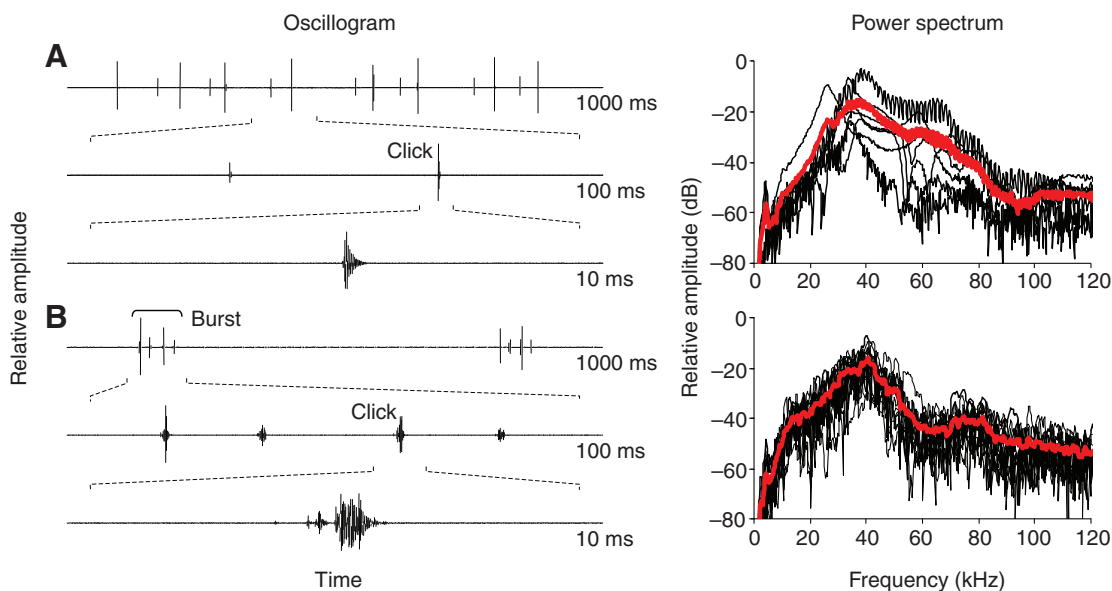 Oscillogram
Power spectrum
A
1000 ms
Click
100 ms
10 ms
B
Burst
1000 ms
Click
100 ms
10 ms
Relative amplitude
Time
0
–20
–40
–60
–80
0 20 40 60 80 100 120
Relative amplitude (dB)
0
–20
–40
–60
–80
0 20 40 60 80 100 120
Frequency (kHz)